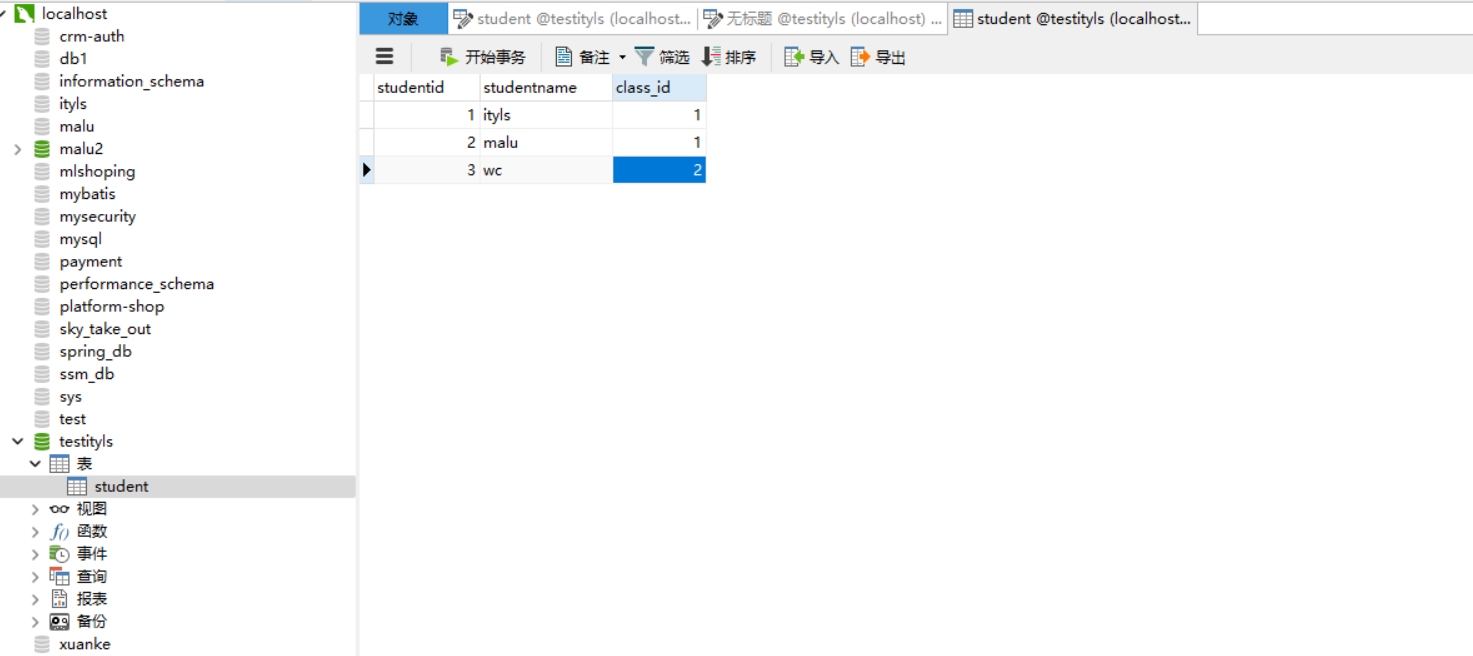 localhost
crm-auth
db1
information_schema
ityls
malu
malu2
mlshoping
mybatis
mysecurity
mysql
payment
performance_schema
platform-shop
sky_take_out
spring_db
ssm_db
sys
test
testityls
表
student
视图
函数
事件
查询
报表
备份
xuanke
对象 student @testityls (localhost... 无标题 @testityls (localhost) ... student @testityls (localhost...
开始事务 备注 筛选 排序 导入 导出
studentid studentname class_id
1 ityls 1
2 malu 1
3 wc 2